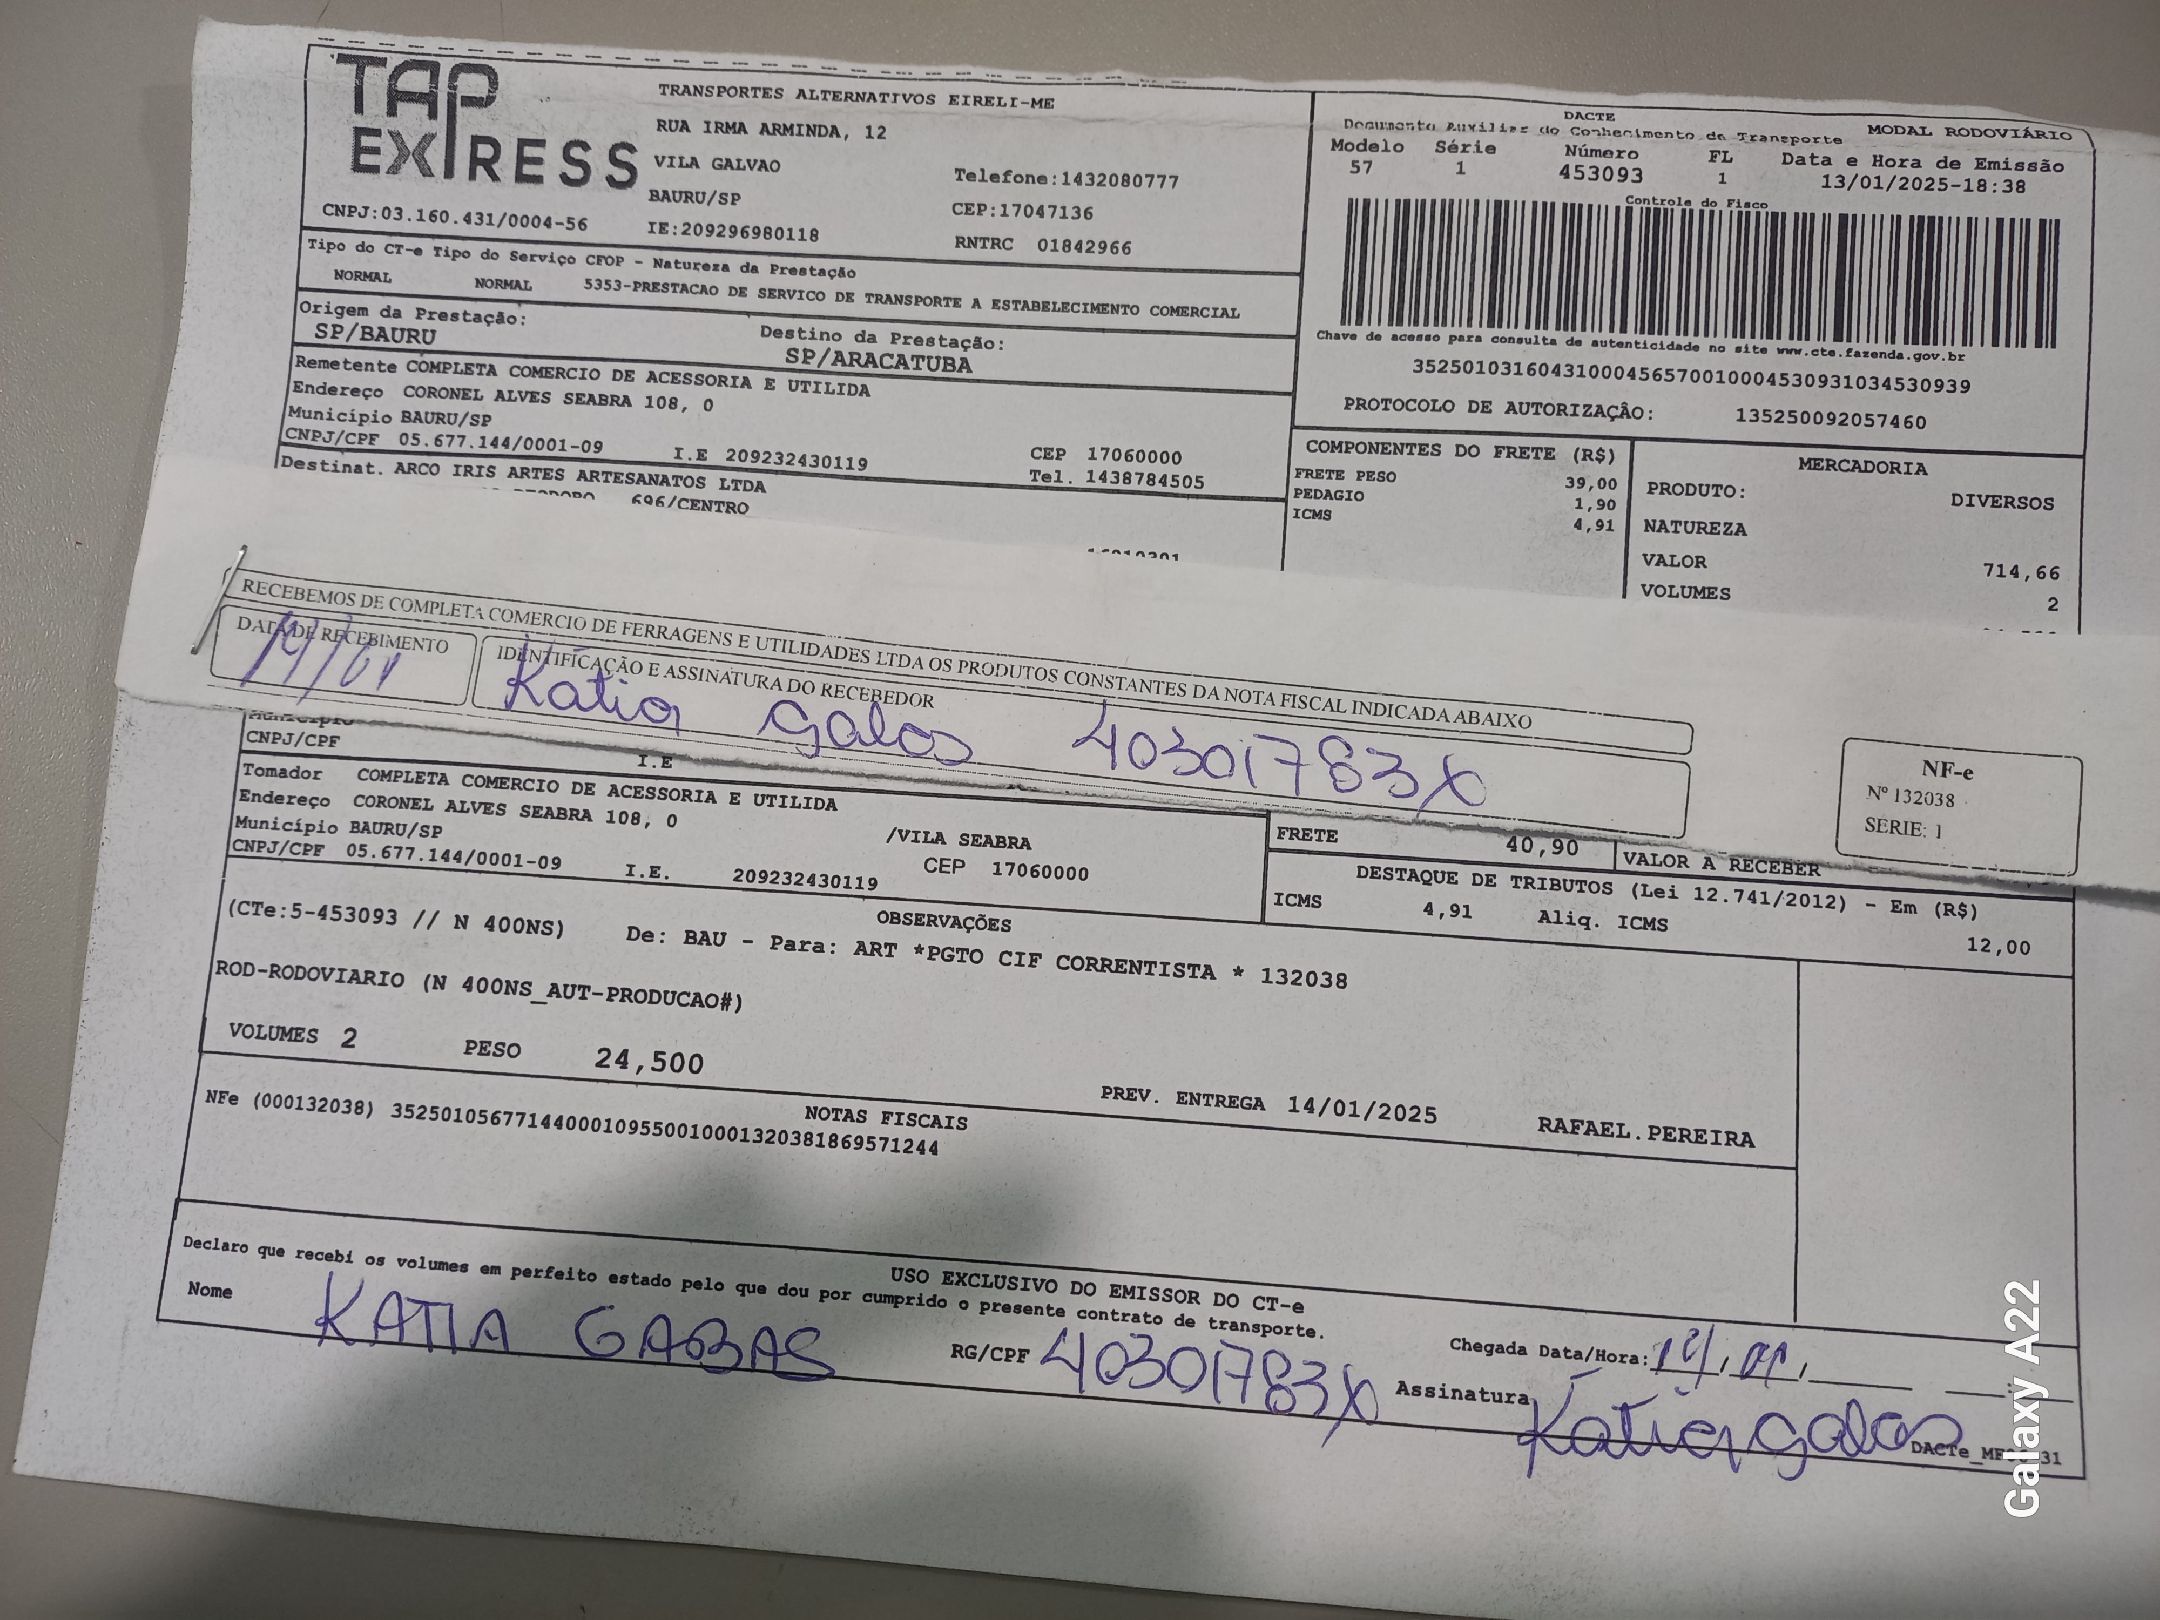 TAP EXPRESS
TRANSPORTES ALTERNATIVOS EIRELI-ME
RUA IRMA ARMINDA, 12
VILA GALVAO Telefone:1432080777
BAURU/SP CEP:17047136
CNPJ:03.160.431/0004-56 IE:209296980118 RNTRC 01842966
DACTE
Documento Auxiliar do Conhecimento de Transporte MODAL RODOVIÁRIO
Modelo Série Número FL Data e Hora de Emissão
57 1 453093 1 13/01/2025-18:38
Controle do Fisco
Chave de acesso para consulta de autenticidade no site www.cte.fazenda.gov.br
35250103160431000456570010004530931034530939
PROTOCOLO DE AUTORIZAÇÃO: 135250092057460
Tipo do CT-e Tipo do Serviço CFOP - Natureza da Prestação
NORMAL NORMAL 5353-PRESTACAO DE SERVICO DE TRANSPORTE A ESTABELECIMENTO COMERCIAL
Origem da Prestação: Destino da Prestação:
SP/BAURU SP/ARACATUBA
Remetente COMPLETA COMERCIO DE ACESSORIA E UTILIDA
Endereço CORONEL ALVES SEABRA 108, 0
Município BAURU/SP CEP 17060000
CNPJ/CPF 05.677.144/0001-09 I.E 209232430119 Tel. 1438784505
Destinat. ARCO IRIS ARTES ARTESANATOS LTDA
696/CENTRO
COMPONENTES DO FRETE (R$)
FRETE PESO 39,00
PEDAGIO 1,90
ICMS 4,91
MERCADORIA
PRODUTO: DIVERSOS
NATUREZA
VALOR 714,66
VOLUMES 2
RECEBEMOS DE COMPLETA COMERCIO DE FERRAGENS E UTILIDADES LTDA OS PRODUTOS CONSTANTES DA NOTA FISCAL INDICADA ABAIXO
DATA DE RECEBIMENTO IDENTIFICAÇÃO E ASSINATURA DO RECEBEDOR
14/01 Katia Gabas 40301783X
NF-e
Nº 132038
SERIE: 1
Município
CNPJ/CPF I.E
Tomador COMPLETA COMERCIO DE ACESSORIA E UTILIDA
Endereço CORONEL ALVES SEABRA 108, 0 /VILA SEABRA
Município BAURU/SP CEP 17060000
CNPJ/CPF 05.677.144/0001-09 I.E. 209232430119
FRETE 40,90 VALOR A RECEBER
DESTAQUE DE TRIBUTOS (Lei 12.741/2012) - Em (R$)
ICMS 4,91 Aliq. ICMS 12,00
OBSERVAÇÕES
(CTe:5-453093 // N 400NS) De: BAU - Para: ART *PGTO CIF CORRENTISTA * 132038
ROD-RODOVIARIO (N 400NS_AUT-PRODUCAO#)
VOLUMES 2 PESO 24,500 PREV. ENTREGA 14/01/2025 RAFAEL.PEREIRA
NOTAS FISCAIS
NFe (000132038) 35250105677144000109550010001320381869571244
USO EXCLUSIVO DO EMISSOR DO CT-e
Declaro que recebi os volumes em perfeito estado pelo que dou por cumprido o presente contrato de transporte.
Nome KATIA GABAS RG/CPF 40301783X Chegada Data/Hora: 14/01/
Assinatura Katia Gabas
Galaxy A22